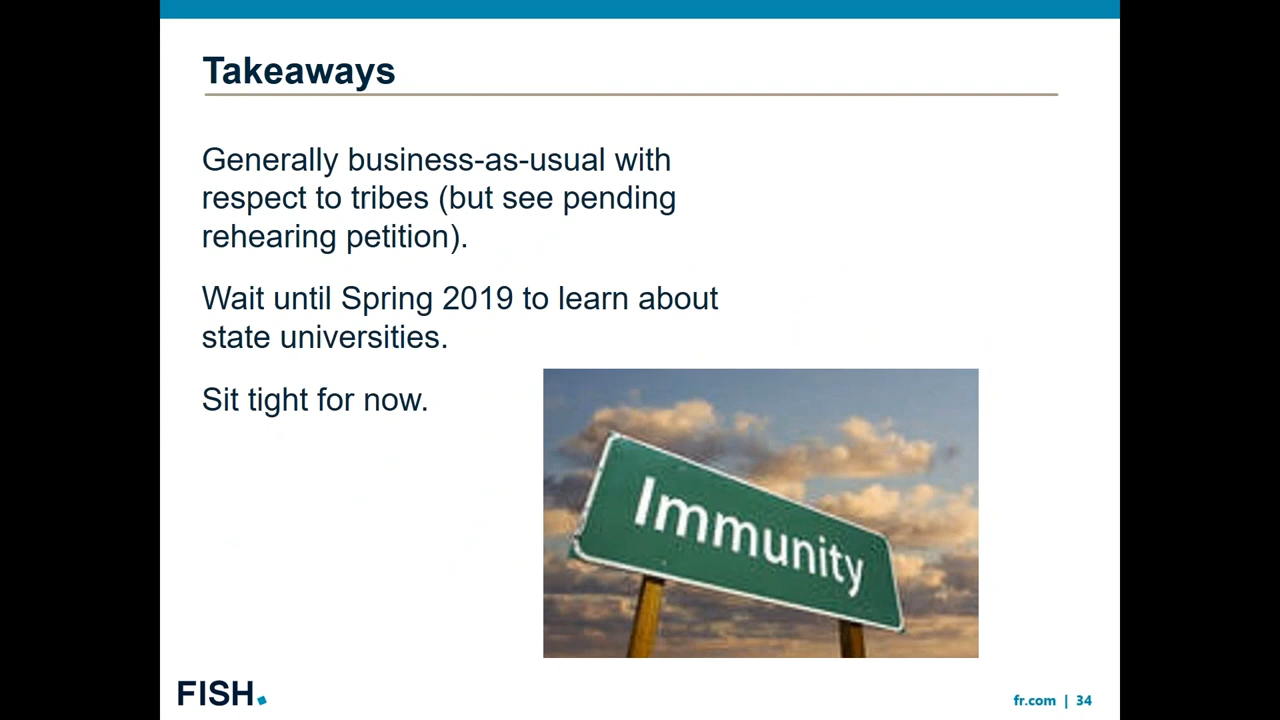 Takeaways
Generally business-as-usual with
respect to tribes (but see pending
rehearing petition).
Wait until Spring 2019 to learn about
state universities.
Sit tight for now.
Immunity
FISH.
fr.com | 34